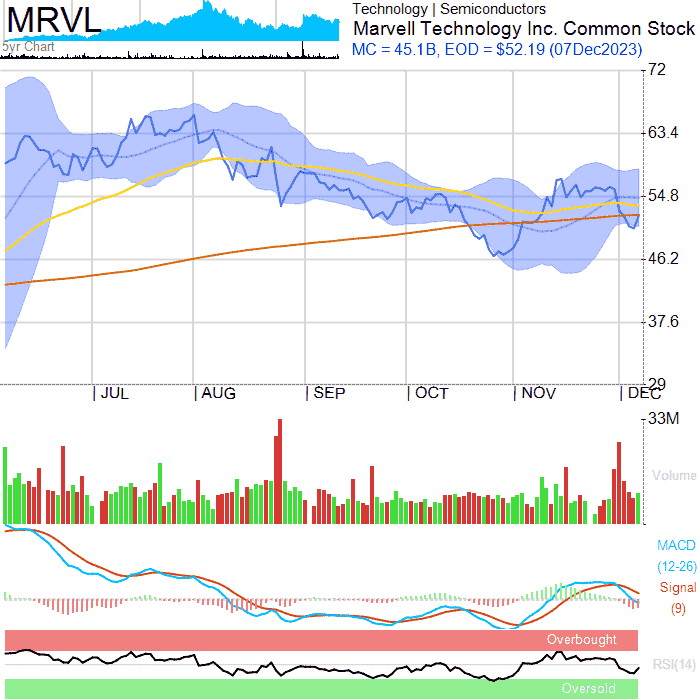 MRVL
5yr Chart
Technology | Semiconductors
Marvell Technology Inc. Common Stock
MC = 45.1B, EOD = $52.19 (07Dec2023)
72
63.4
54.8
46.2
37.6
29
JUL
AUG
SEP
OCT
NOV
DEC
33M
Volume
MACD
(12-26)
Signal
(9)
Overbought
RSI(14)
Oversold